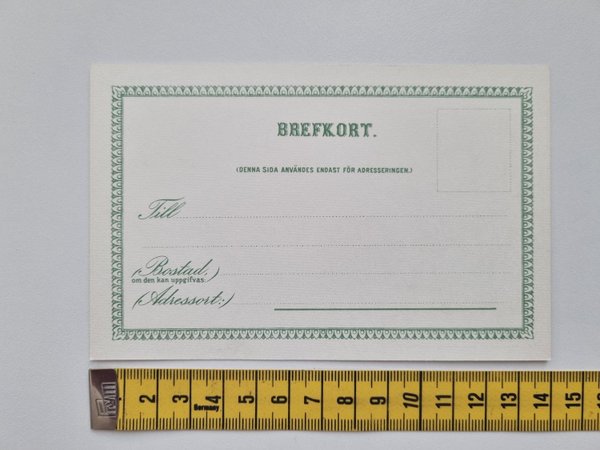 BREFKORT.
(DENNA SIDA ANVÄNDES ENDAST FÖR ADRESSERINGEN.)
Till
(Bostad,)
om den kan uppgifvas.
(Adressort:)
2 3 4 5 6 7 8 9 10 11 12 13 14 15
Germany